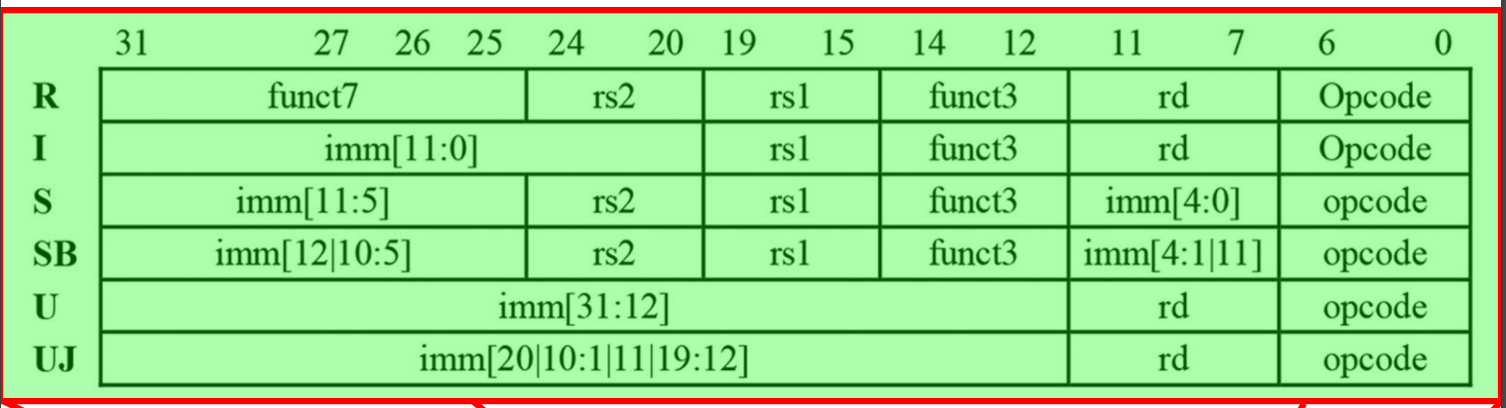 31 27 26 25 24 20 19 15 14 12 11 7 6 0
R funct7 rs2 rs1 funct3 rd Opcode
I imm[11:0] rs1 funct3 rd Opcode
S imm[11:5] rs2 rs1 funct3 imm[4:0] opcode
SB imm[12|10:5] rs2 rs1 funct3 imm[4:1|11] opcode
U imm[31:12] rd opcode
UJ imm[20|10:1|11|19:12] rd opcode